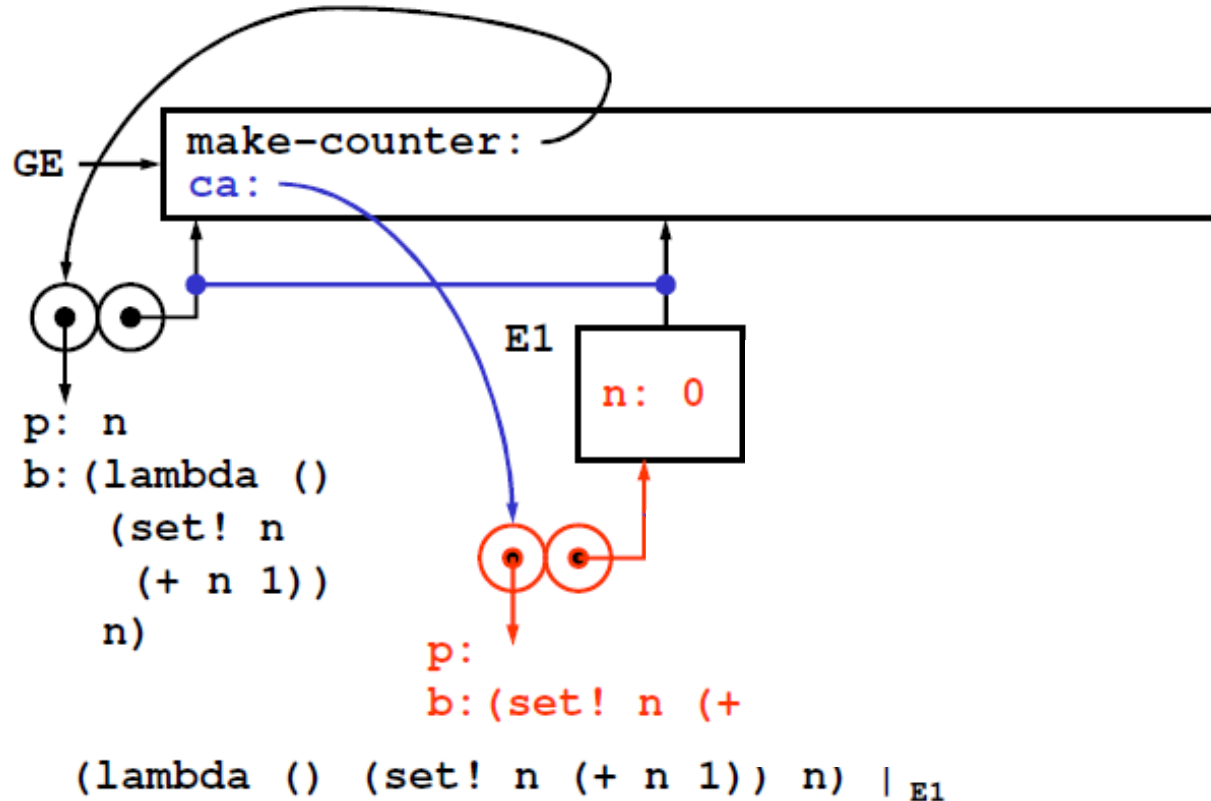 make-counter:
GE
ca:
E1
n: 0
p: n
b:(lambda ()
(set! n
(+ n 1))
n)
p:
b:(set! n (+
(lambda () (set! n (+ n 1)) n) | E1